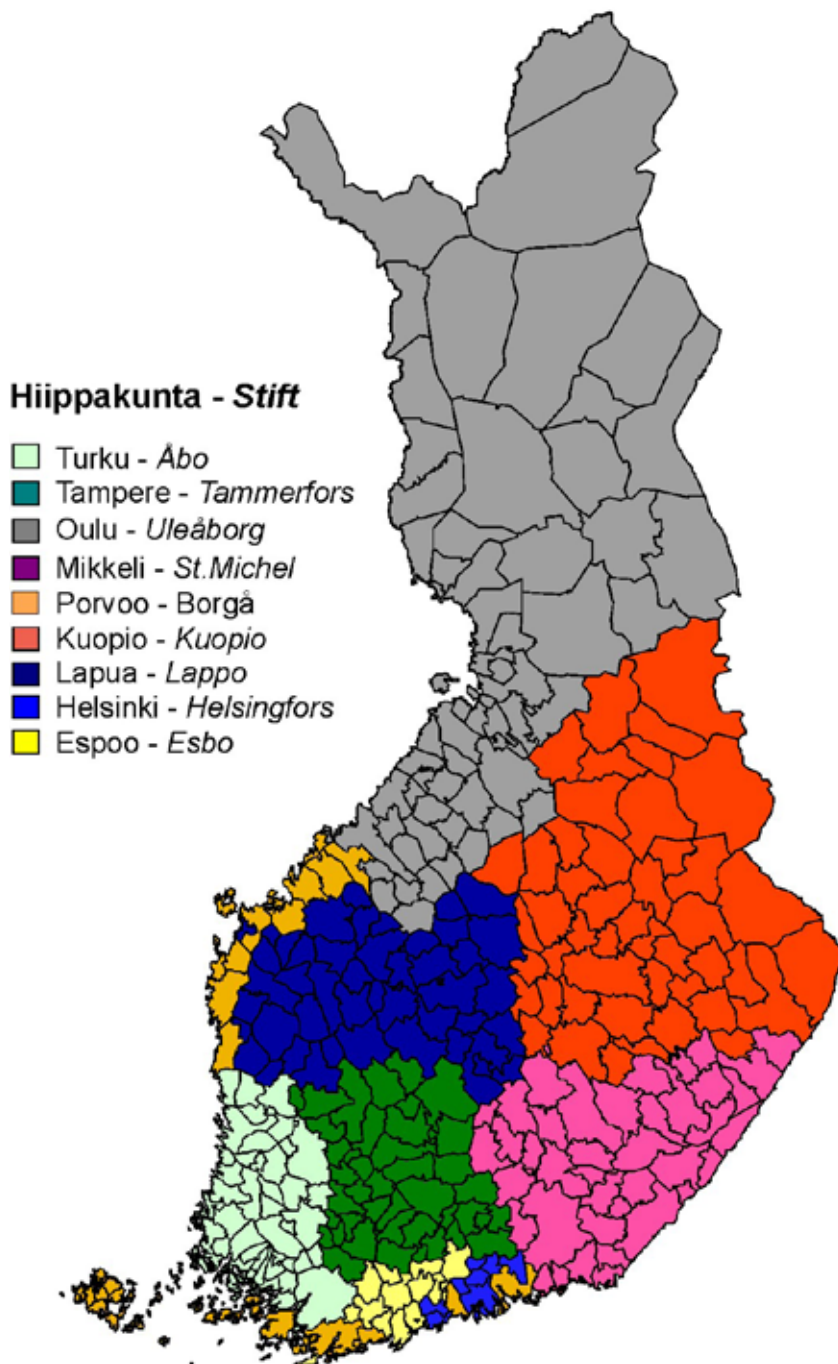 Hiippakunta - Stift
Turku - Åbo
Tampere - Tammerfors
Oulu - Uleåborg
Mikkeli - St.Michel
Porvoo - Borgå
Kuopio - Kuopio
Lapua - Lappo
Helsinki - Helsingfors
Espoo - Esbo